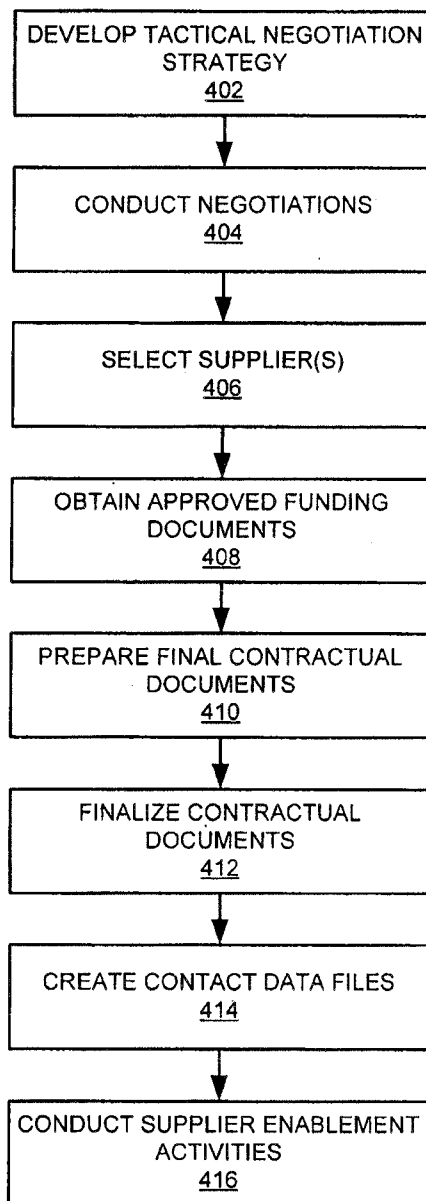 DEVELOP TACTICAL NEGOTIATION
STRATEGY
402
CONDUCT NEGOTIATIONS
404
SELECT SUPPLIER(S)
406
OBTAIN APPROVED FUNDING
DOCUMENTS
408
PREPARE FINAL CONTRACTUAL
DOCUMENTS
410
FINALIZE CONTRACTUAL
DOCUMENTS
412
CREATE CONTACT DATA FILES
414
CONDUCT SUPPLIER ENABLEMENT
ACTIVITIES
416